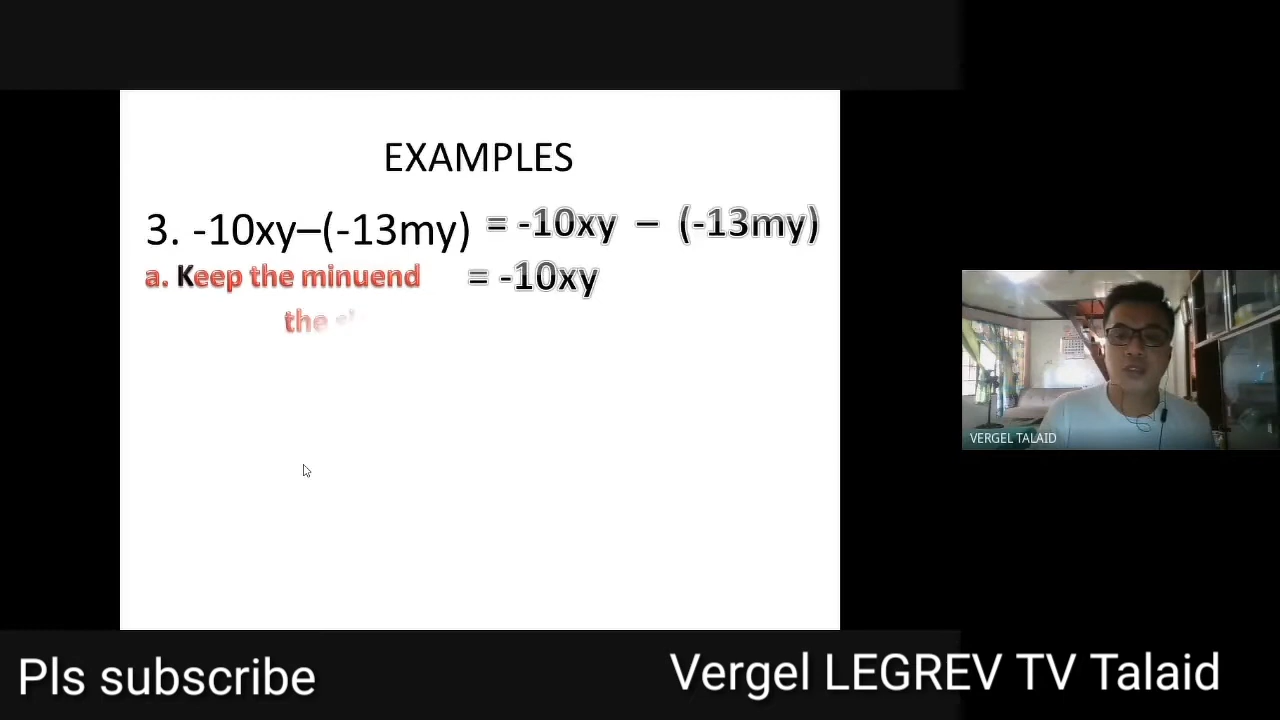 EXAMPLES
3. -10xy–(-13my) = -10xy – (-13my)
a. Keep the minuend = -10xy
the
VERGEL TALAID
Pls subscribe
Vergel LEGREV TV Talaid